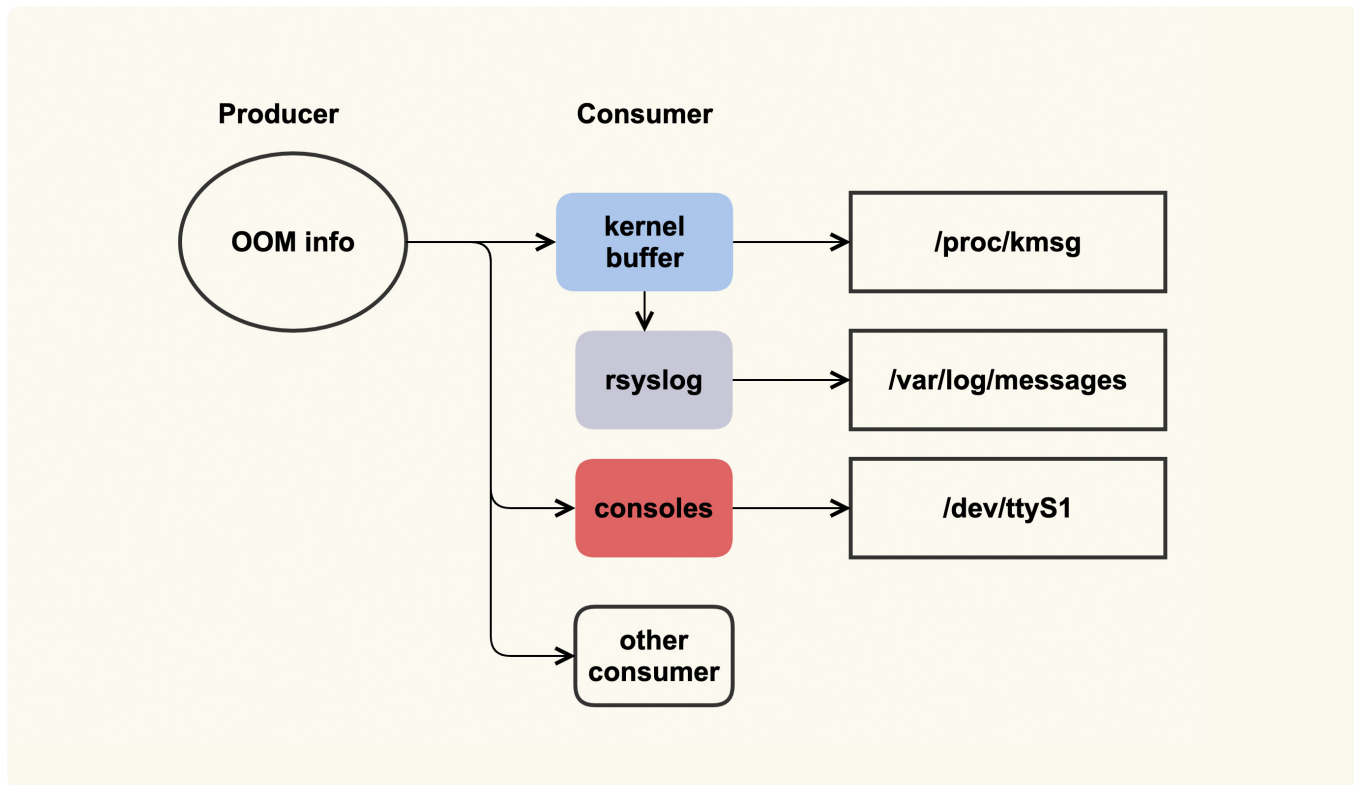 Producer
Consumer
OOM info
kernel
buffer
/proc/kmsg
rsyslog
/var/log/messages
consoles
/dev/ttyS1
other
consumer